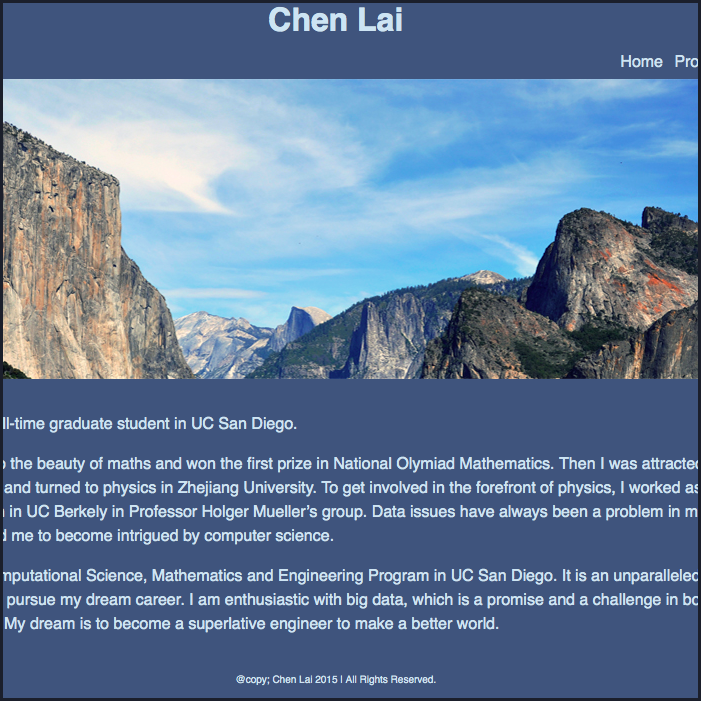 Chen Lai
Home Pro
ll-time graduate student in UC San Diego.
the beauty of maths and won the first prize in National Olymiad Mathematics. Then I was attracted
and turned to physics in Zhejiang University. To get involved in the forefront of physics, I worked as
in UC Berkely in Professor Holger Mueller’s group. Data issues have always been a problem in m
d me to become intrigued by computer science.
mputational Science, Mathematics and Engineering Program in UC San Diego. It is an unparalleled
pursue my dream career. I am enthusiastic with big data, which is a promise and a challenge in bo
My dream is to become a superlative engineer to make a better world.
@copy; Chen Lai 2015 | All Rights Reserved.